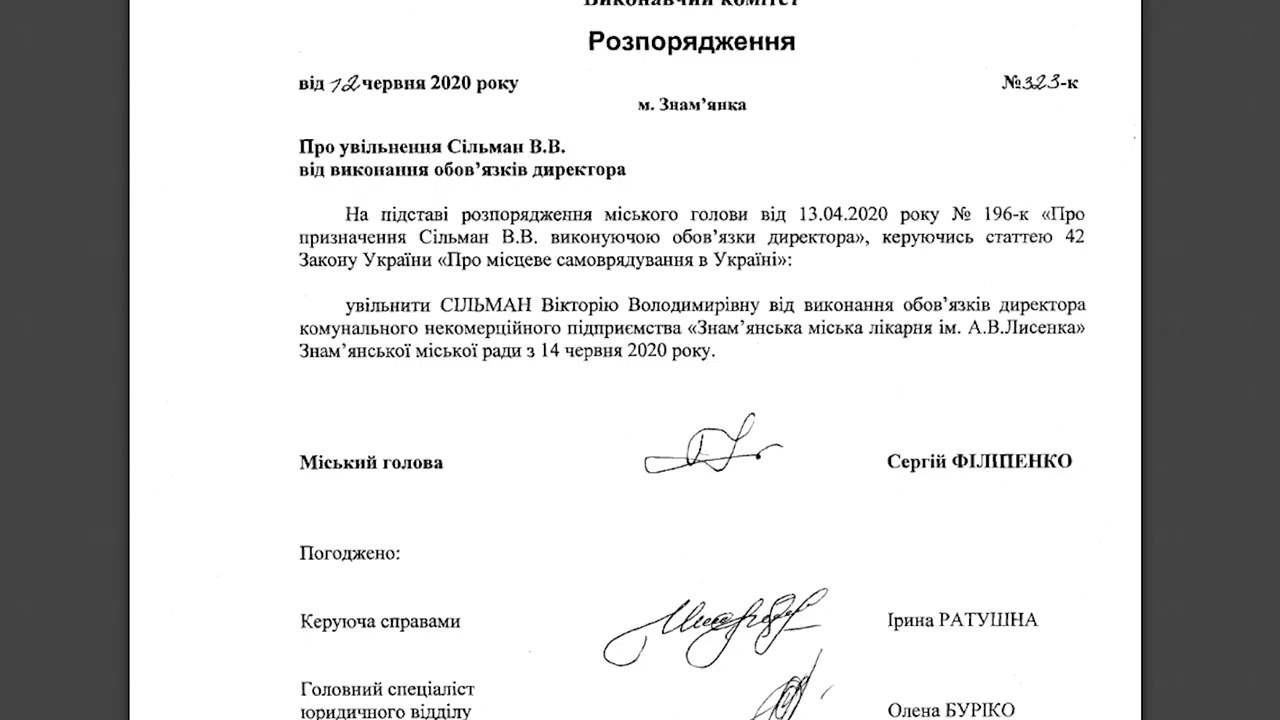 Виконавчий комітет
Розпорядження
від 12 червня 2020 року №323-к
м. Знам’янка
Про увільнення Сільман В.В.
від виконання обов’язків директора
На підставі розпорядження міського голови від 13.04.2020 року № 196-к «Про
призначення Сільман В.В. виконуючою обов’язки директора», керуючись статтею 42
Закону України «Про місцеве самоврядування в Україні»:
увільнити СІЛЬМАН Вікторію Володимирівну від виконання обов’язків директора
комунального некомерційного підприємства «Знам’янська міська лікарня ім. А.В.Лисенка»
Знам’янської міської ради з 14 червня 2020 року.
Міський голова Сергій ФІЛІПЕНКО
Погоджено:
Керуюча справами Ірина РАТУШНА
Головний спеціаліст
юридичного відділу Олена БУРІКО